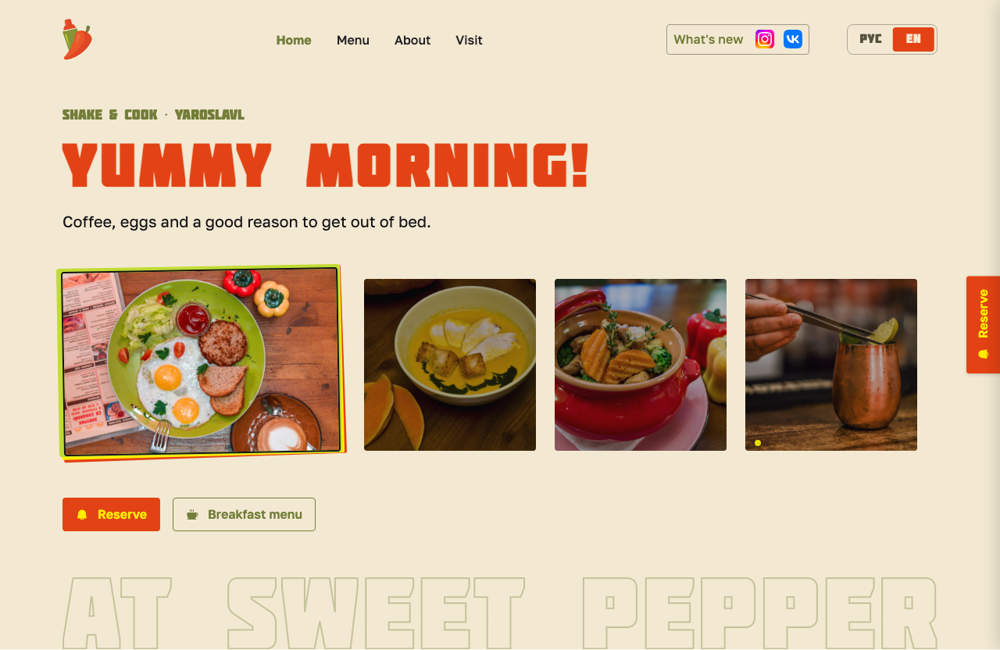 Home Menu About Visit What's new РУС EN
SHAKE & COOK · YAROSLAVL
YUMMY MORNING!
Coffee, eggs and a good reason to get out of bed.
Reserve
Reserve Breakfast menu
AT SWEET PEPPER